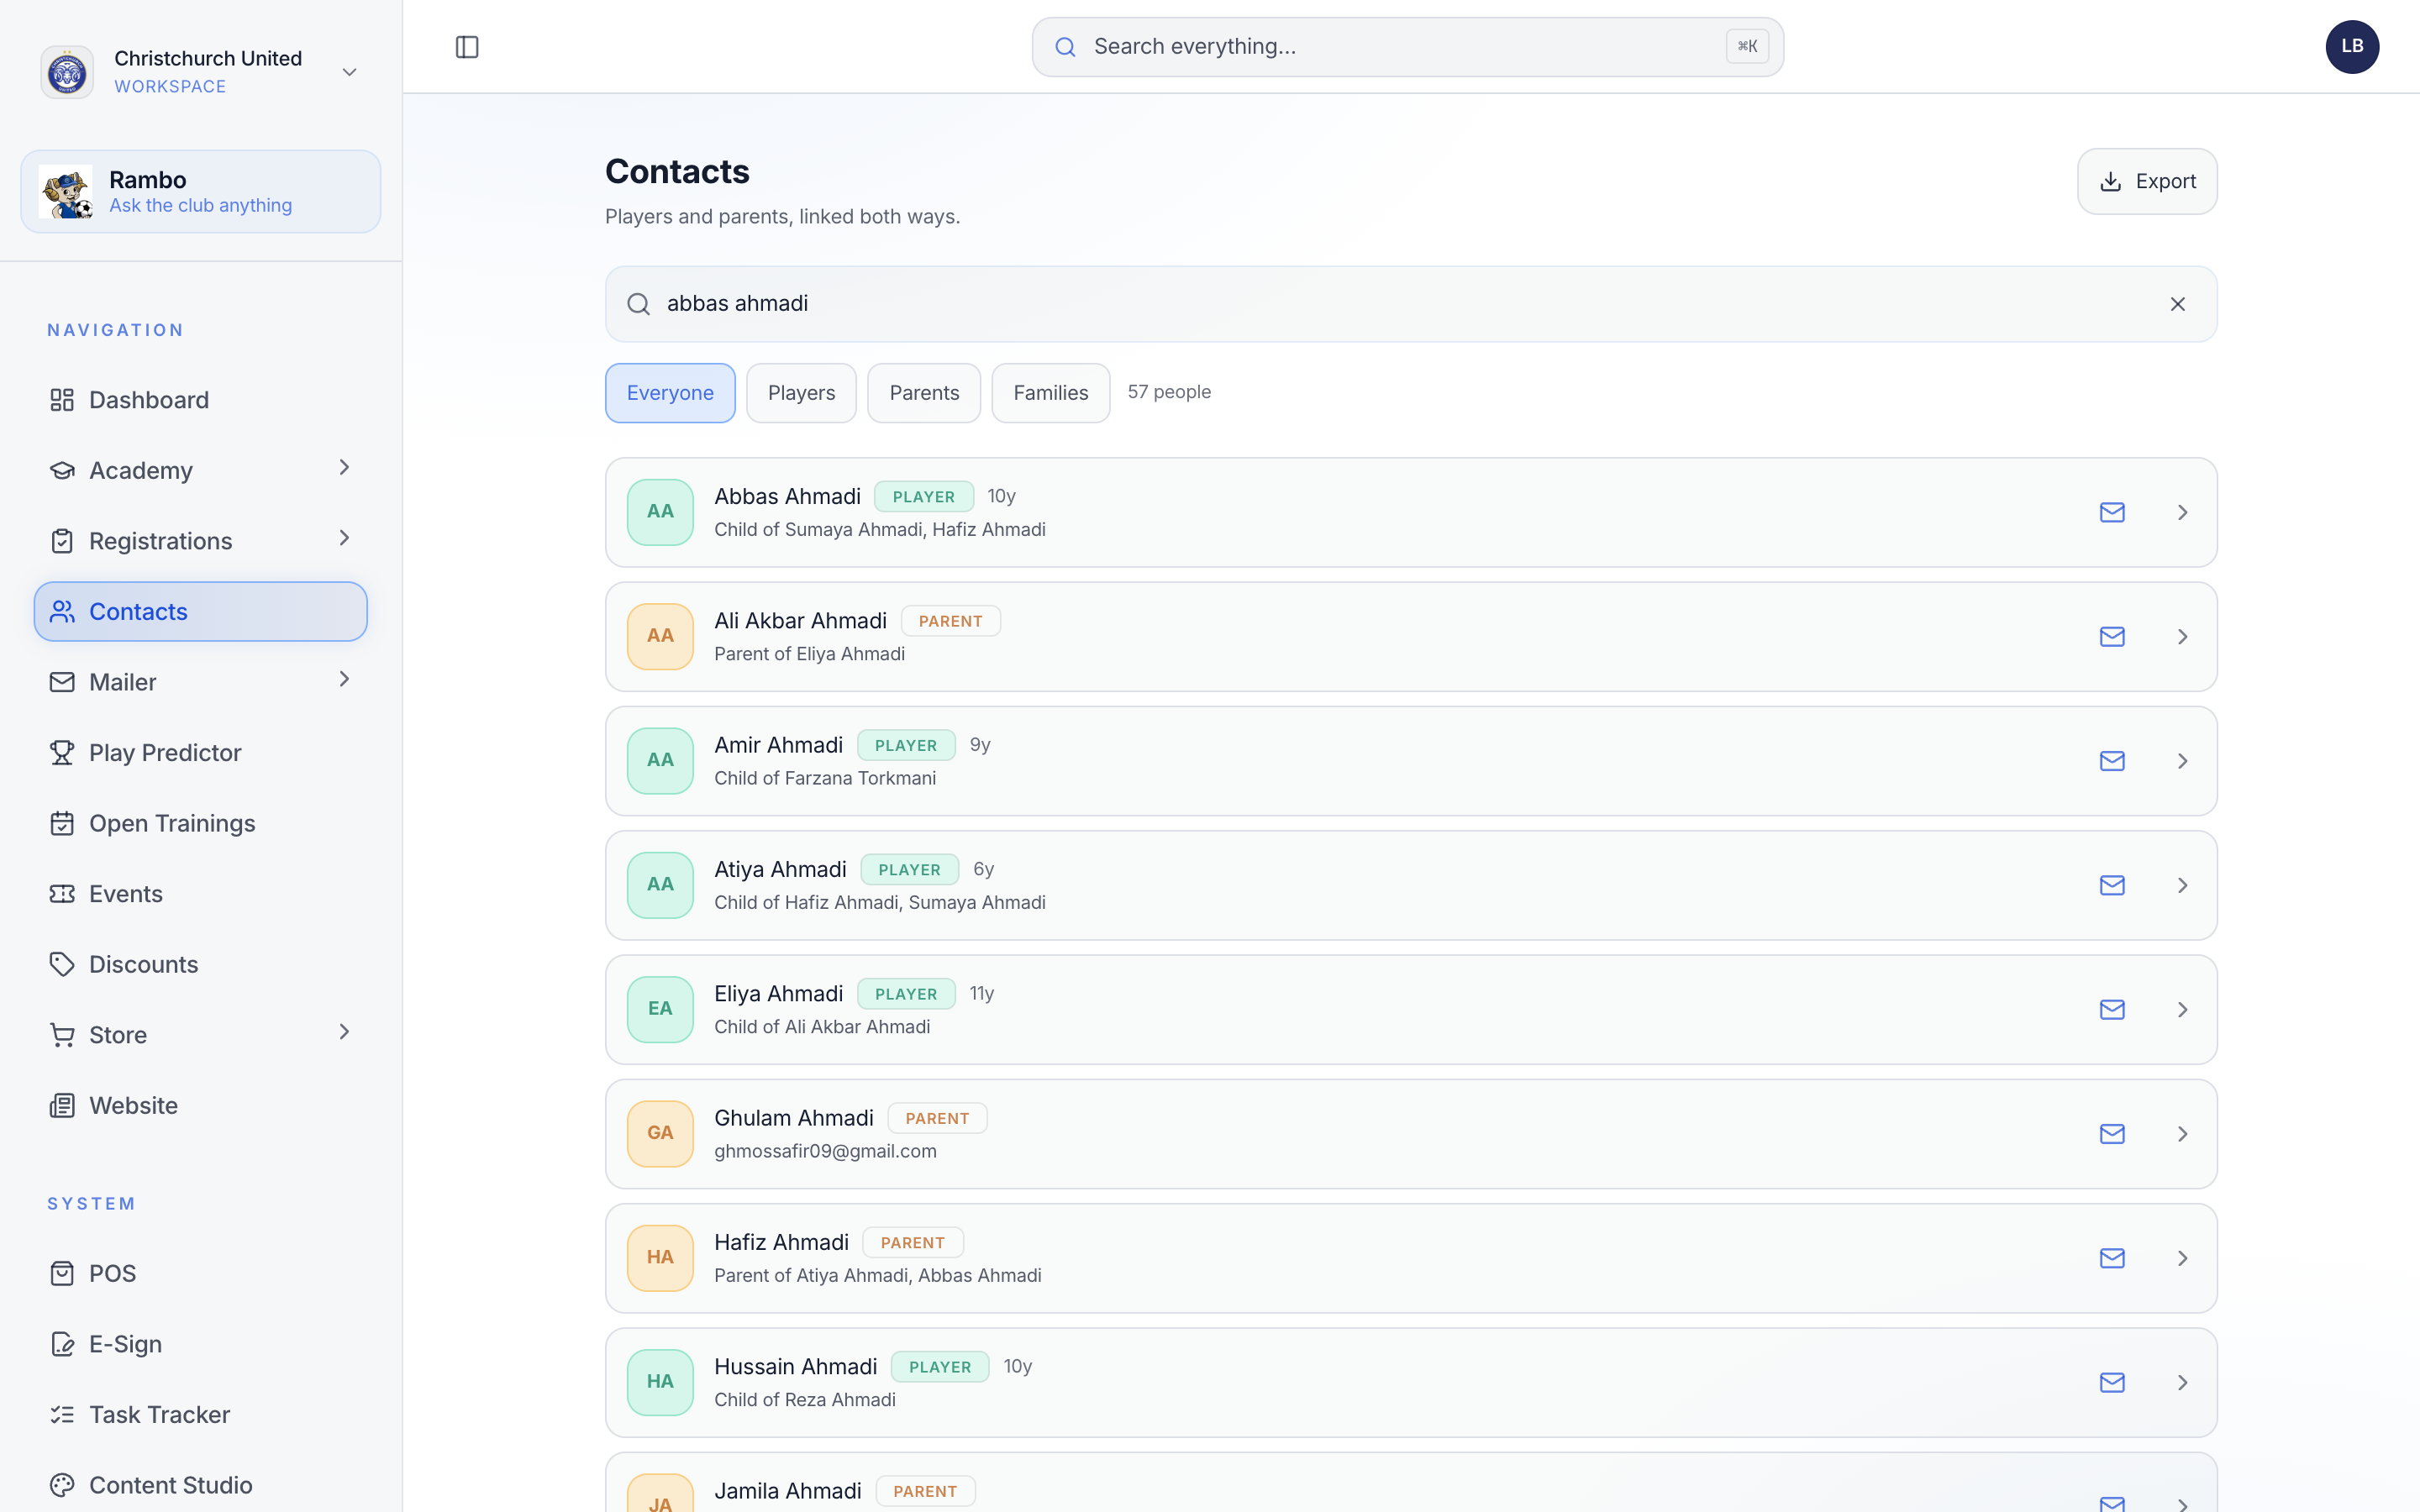 Christchurch United
WORKSPACE
Rambo
Ask the club anything
NAVIGATION
Dashboard
Academy
Registrations
Contacts
Mailer
Play Predictor
Open Trainings
Events
Discounts
Store
Website
SYSTEM
POS
E-Sign
Task Tracker
Content Studio
Search everything...
⌘K
LB
Contacts
Players and parents, linked both ways.
Export
abbas ahmadi
Everyone Players Parents Families 57 people
AA Abbas Ahmadi PLAYER 10y
Child of Sumaya Ahmadi, Hafiz Ahmadi
AA Ali Akbar Ahmadi PARENT
Parent of Eliya Ahmadi
AA Amir Ahmadi PLAYER 9y
Child of Farzana Torkmani
AA Atiya Ahmadi PLAYER 6y
Child of Hafiz Ahmadi, Sumaya Ahmadi
EA Eliya Ahmadi PLAYER 11y
Child of Ali Akbar Ahmadi
GA Ghulam Ahmadi PARENT
ghmossafir09@gmail.com
HA Hafiz Ahmadi PARENT
Parent of Atiya Ahmadi, Abbas Ahmadi
HA Hussain Ahmadi PLAYER 10y
Child of Reza Ahmadi
JA Jamila Ahmadi PARENT